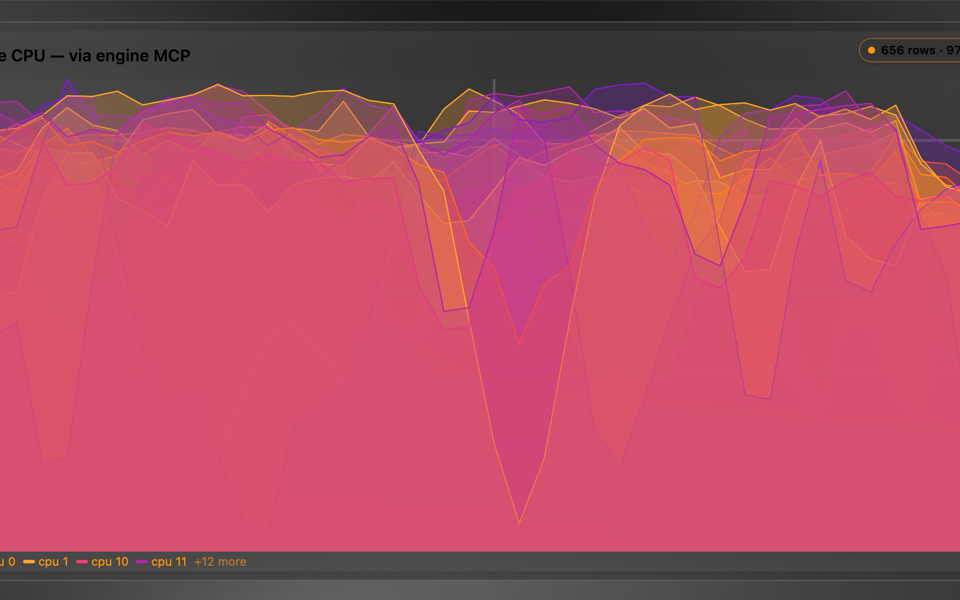 e CPU — via engine MCP
656 rows · 97
u 0 cpu 1 cpu 10 cpu 11 +12 more